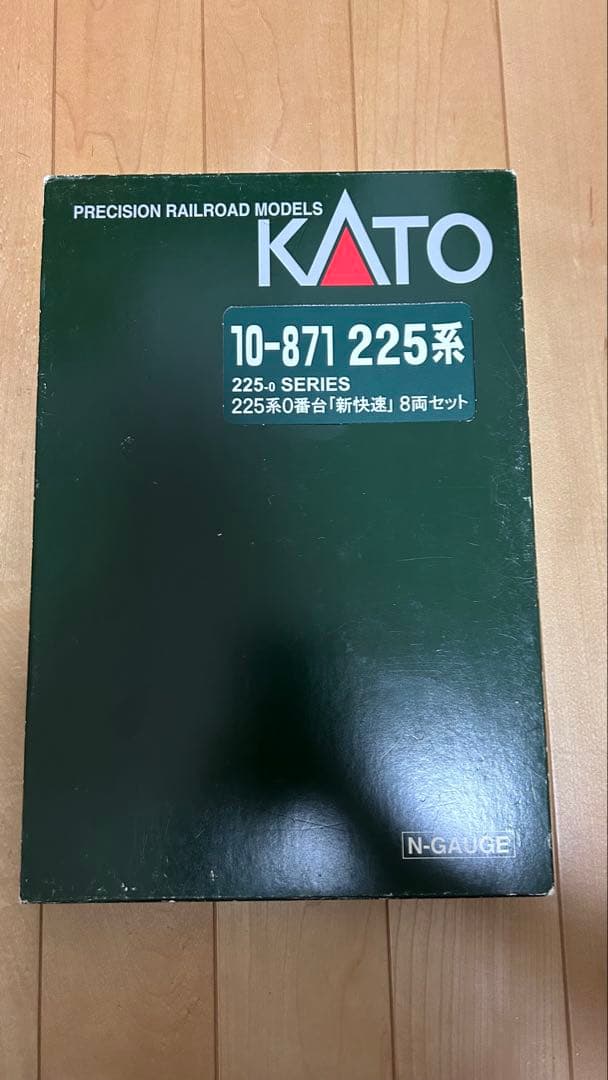 PRECISION RAILROAD MODELS
KATO
10-871 225系
225-0 SERIES
225系0番台「新快速」8両セット
N-GAUGE